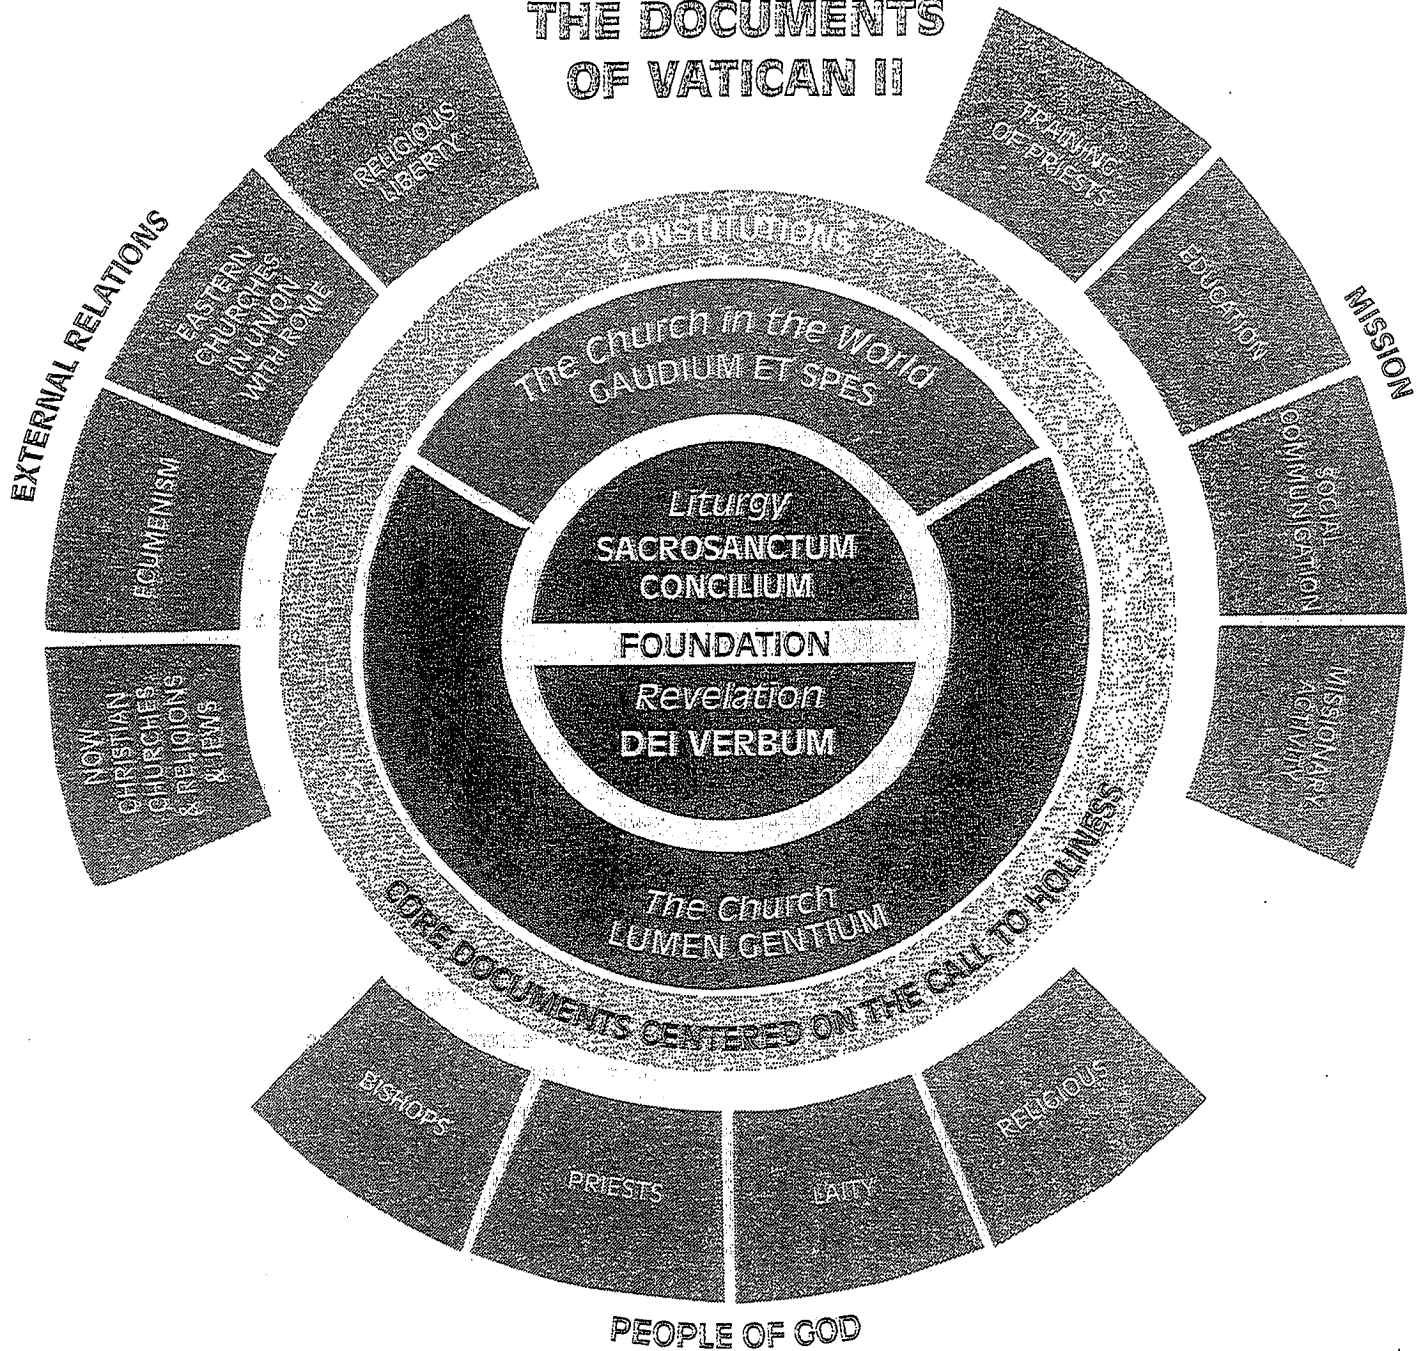 THE DOCUMENTS
OF VATICAN II
EXTERNAL RELATIONS
RELIGIOUS
LIBERTY
EASTERN
CHURCHES
IN UNION
WITH ROME
ECUMENISM
NOW
CHRISTIAN
CHURCHES
& RELIGIONS
& JEWS
MISSION
TRAINING
OF PRIESTS
EDUCATION
SOCIAL
COMMUNICATION
MISSIONARY
ACTIVITY
CONSTITUTIONS
The Church in the World
GAUDIUM ET SPES
Liturgy
SACROSANCTUM
CONCILIUM
FOUNDATION
Revelation
DEI VERBUM
The Church
LUMEN GENTIUM
CORE DOCUMENTS CENTERED ON THE CALL TO HOLINESS
BISHOPS
PRIESTS
LAITY
RELIGIOUS
PEOPLE OF GOD